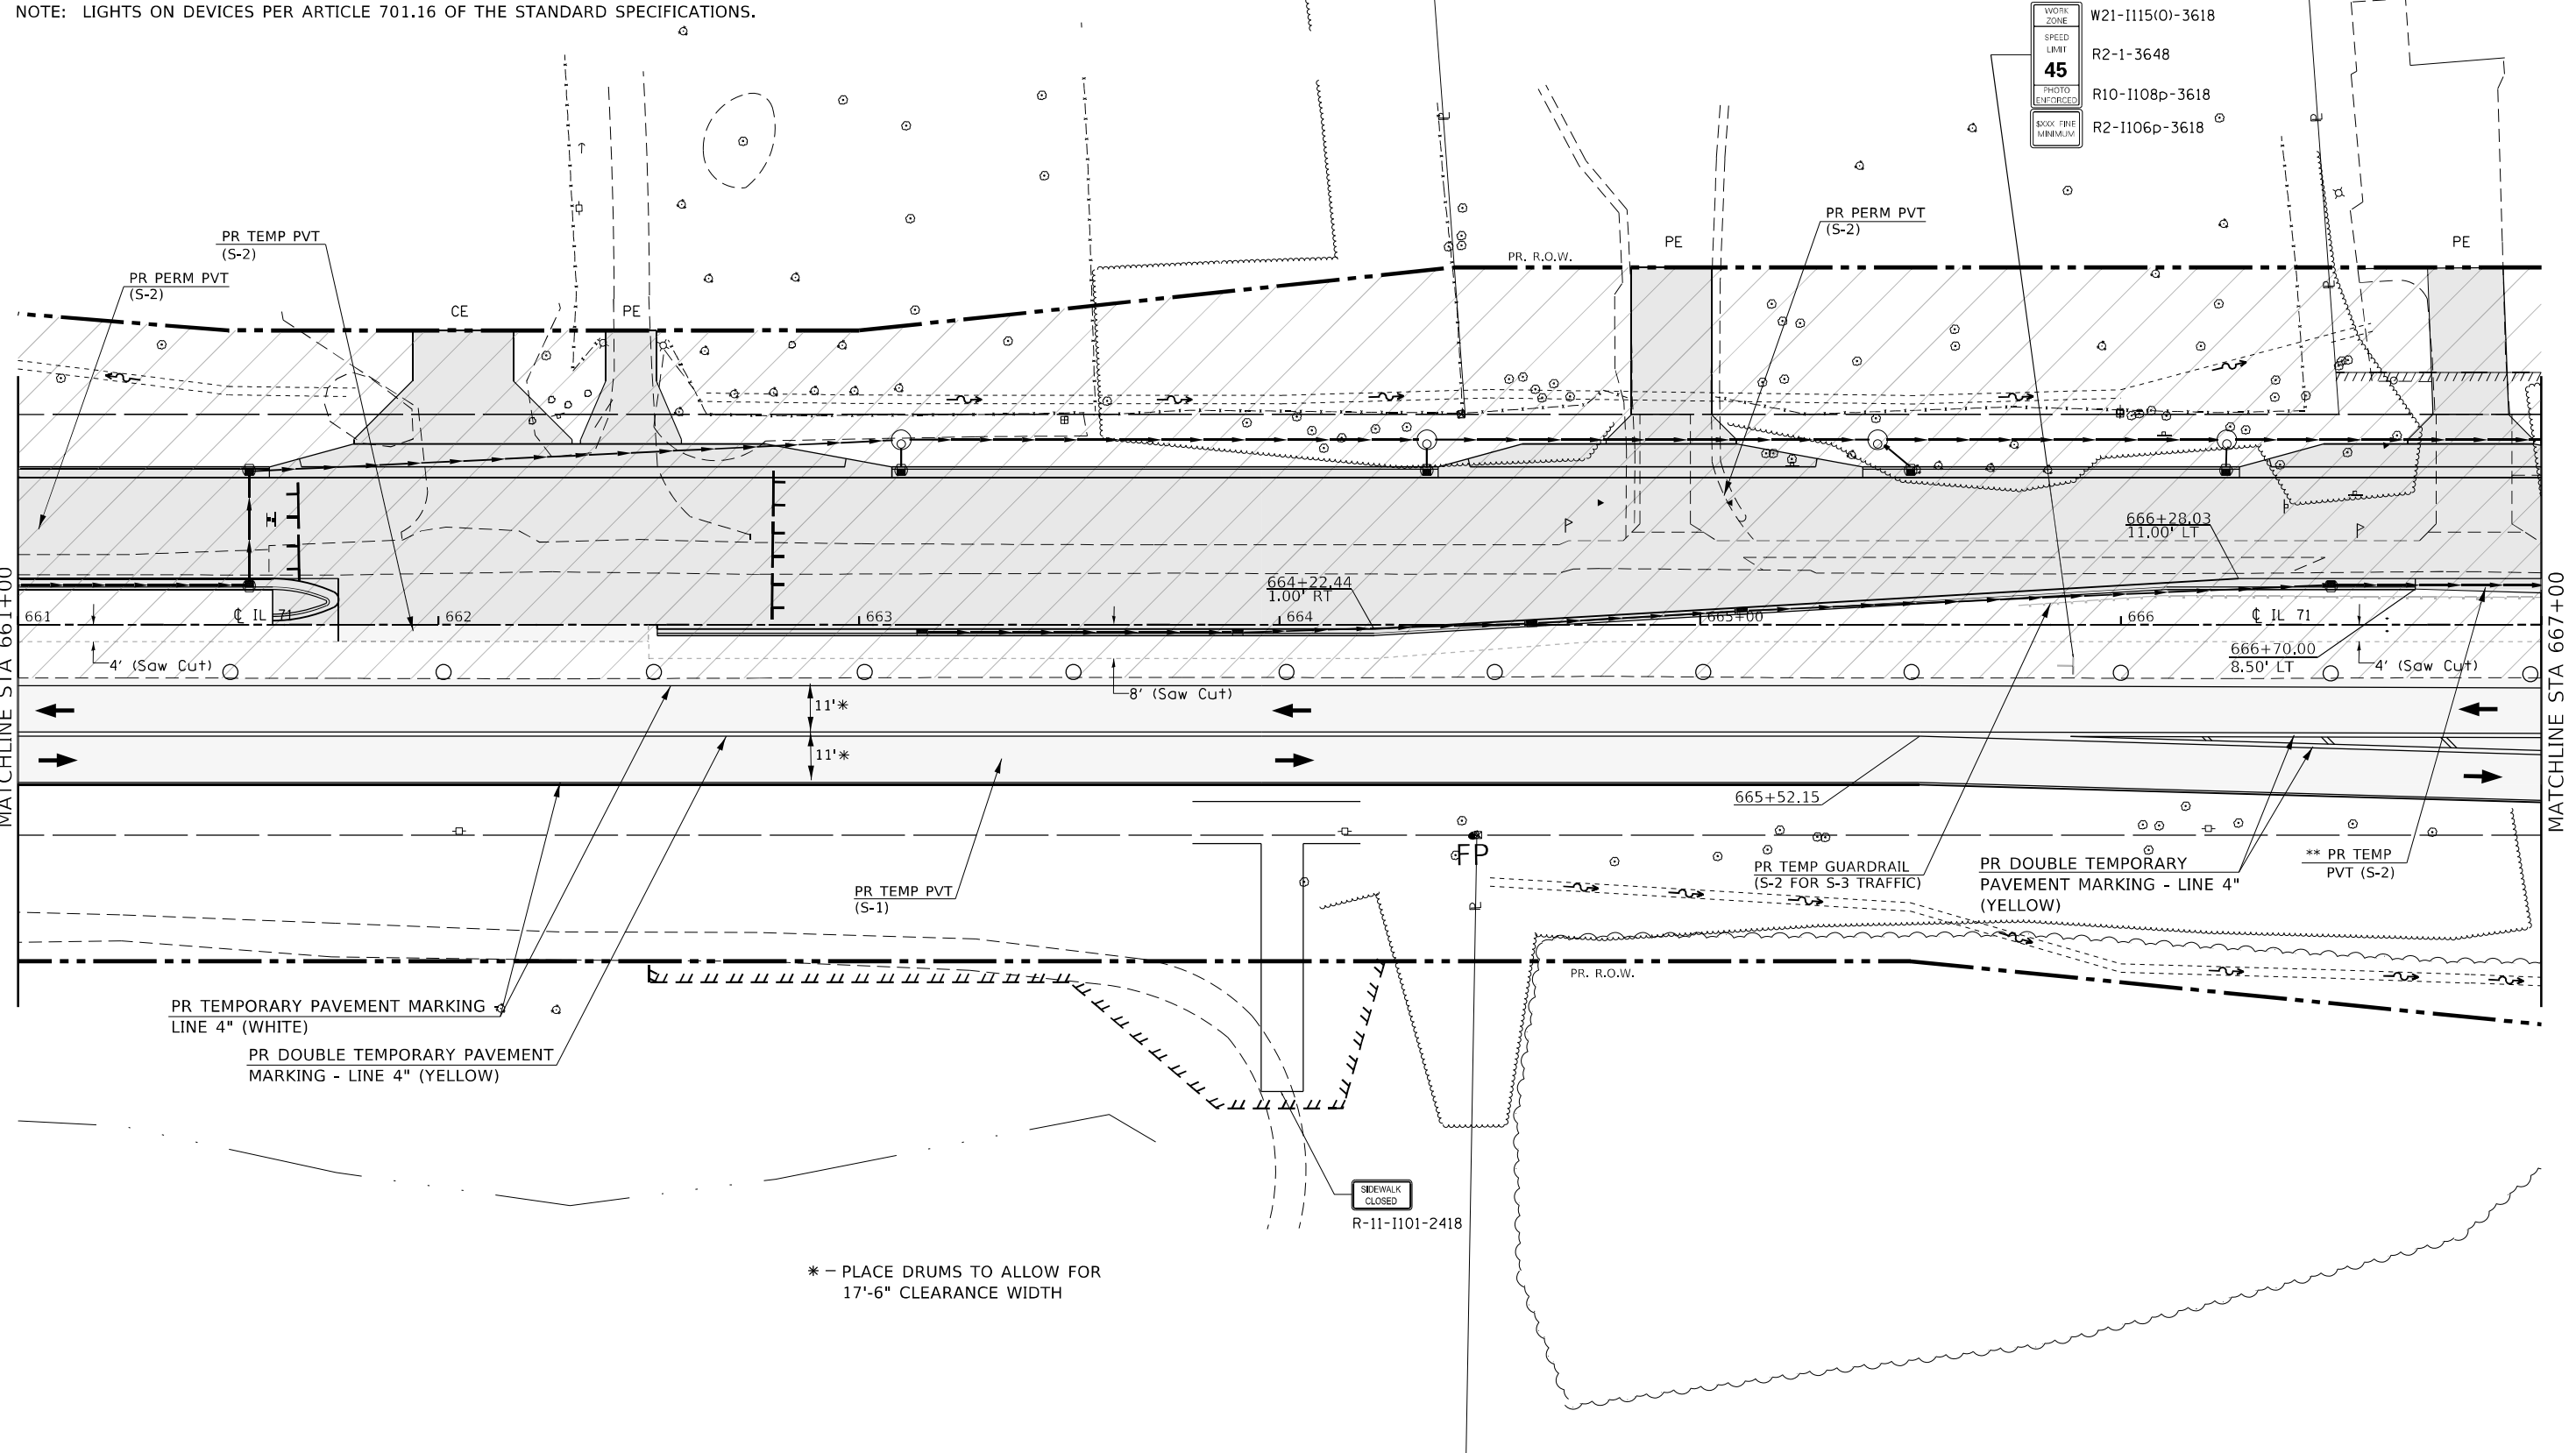 NOTE: LIGHTS ON DEVICES PER ARTICLE 701.16 OF THE STANDARD SPECIFICATIONS.
WORK
ZONE
SPEED
LIMIT
45
PHOTO
ENFORCED
$XXX FINE
MINIMUM
W21-I115(O)-3618
R2-1-3648
R10-I108p-3618
R2-I106p-3618
PR TEMP PVT
(S-2)
PR PERM PVT
(S-2)
PR PERM PVT
(S-2)
PE
PE
PR. R.O.W.
CE
PE
666+28.03
11.00' LT
664+22.44
1.00' RT
661
℄ IL 71
662
663
664
665+00
666
℄ IL 71
666+70.00
8.50' LT
4' (Saw Cut)
8' (Saw Cut)
4' (Saw Cut)
MATCHLINE STA 661+00
MATCHLINE STA 667+00
11'*
11'*
665+52.15
FP
PR TEMP GUARDRAIL
(S-2 FOR S-3 TRAFFIC)
PR DOUBLE TEMPORARY
PAVEMENT MARKING - LINE 4"
(YELLOW)
** PR TEMP
PVT (S-2)
PR TEMP PVT
(S-1)
PR. R.O.W.
PR TEMPORARY PAVEMENT MARKING -
LINE 4" (WHITE)
PR DOUBLE TEMPORARY PAVEMENT
MARKING - LINE 4" (YELLOW)
SIDEWALK
CLOSED
R-11-I101-2418
* - PLACE DRUMS TO ALLOW FOR
17'-6" CLEARANCE WIDTH